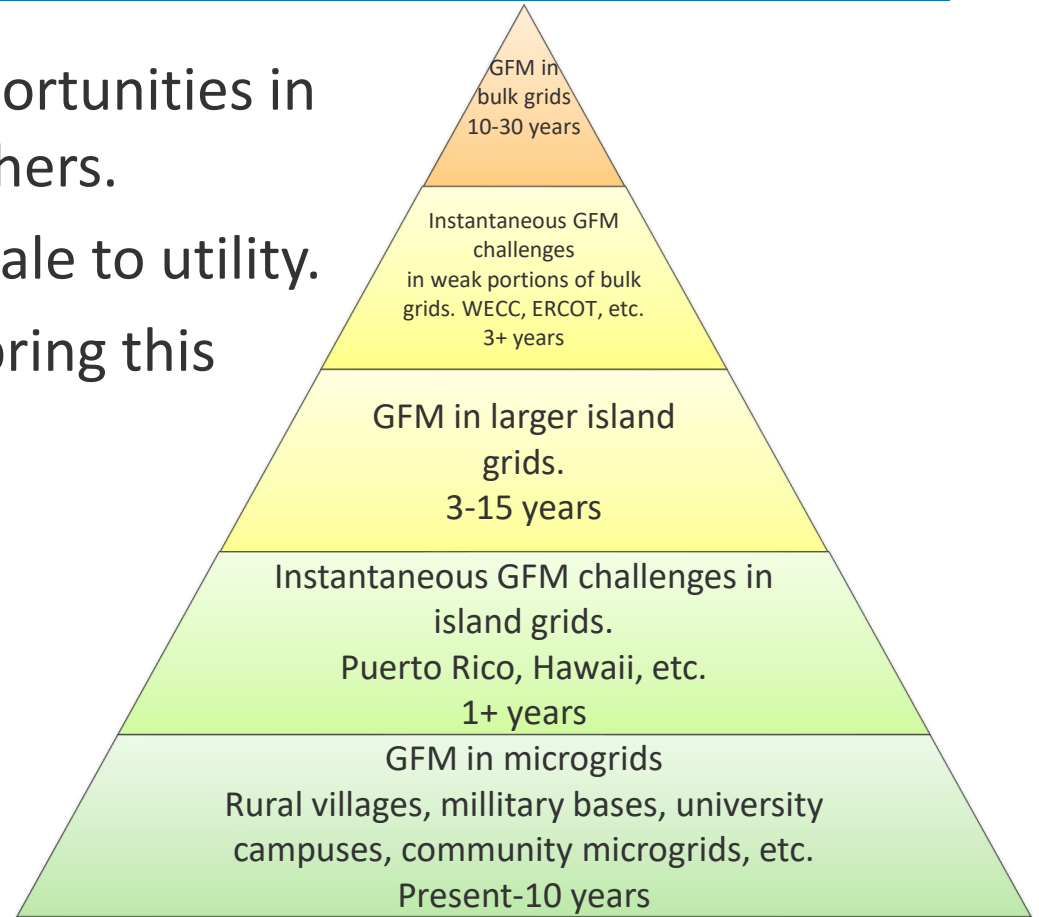 ortunities in
hers.
ale to utility.
oring this
GFM in
bulk grids
10-30 years
Instantaneous GFM
challenges
in weak portions of bulk
grids. WECC, ERCOT, etc.
3+ years
GFM in larger island
grids.
3-15 years
Instantaneous GFM challenges in
island grids.
Puerto Rico, Hawaii, etc.
1+ years
GFM in microgrids
Rural villages, millitary bases, university
campuses, community microgrids, etc.
Present-10 years